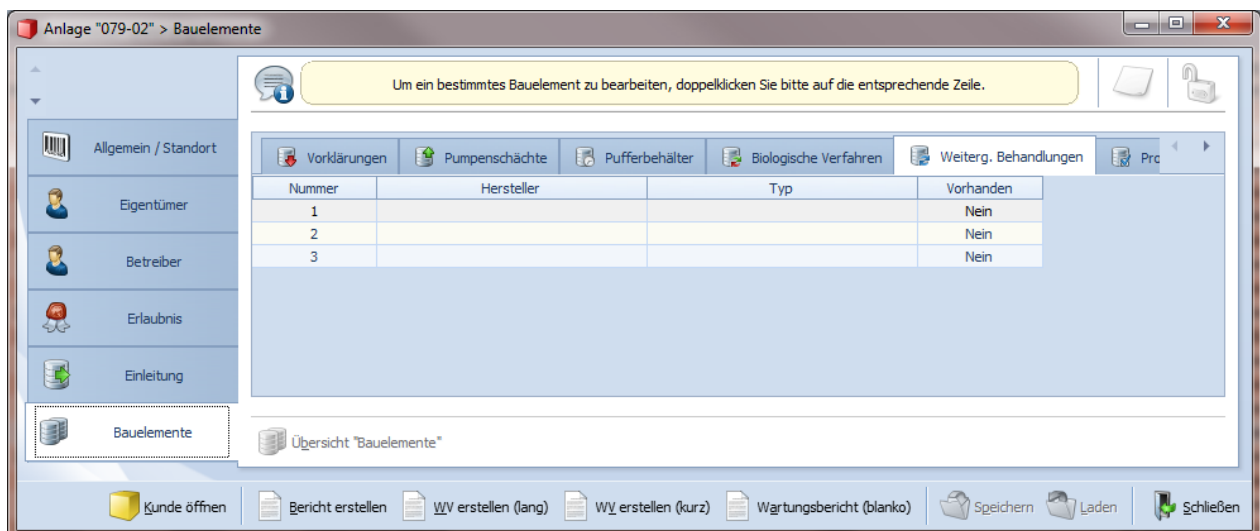 Anlage "079-02" > Bauelemente
Um ein bestimmtes Bauelement zu bearbeiten, doppelklicken Sie bitte auf die entsprechende Zeile.
Allgemein / Standort
Eigentümer
Betreiber
Erlaubnis
Einleitung
Bauelemente
Vorklärungen Pumpenschächte Pufferbehälter Biologische Verfahren Weiterg. Behandlungen Pro
Nummer Hersteller Typ Vorhanden
1 Nein
2 Nein
3 Nein
Übersicht "Bauelemente"
Kunde öffnen Bericht erstellen WV erstellen (lang) WV erstellen (kurz) Wartungsbericht (blanko) Speichern Laden Schließen